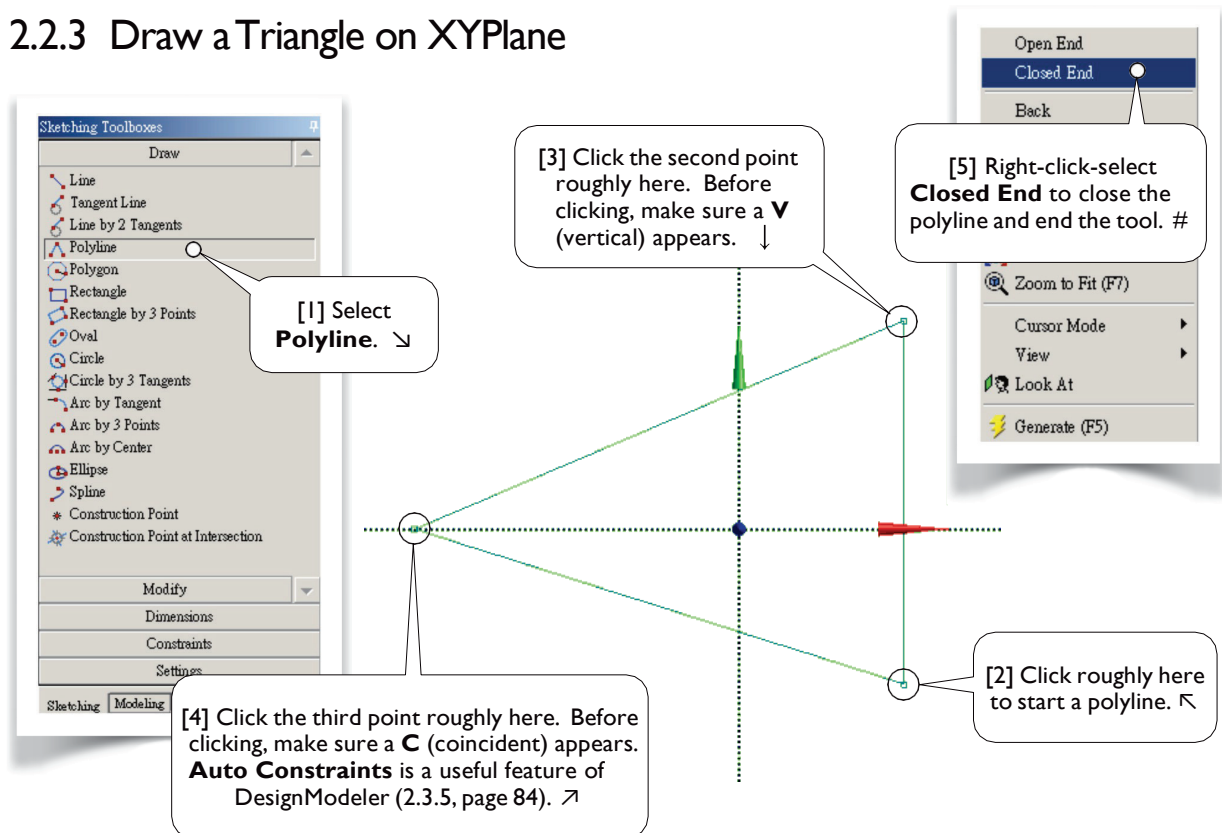 2.2.3 Draw a Triangle on XYPlane
Sketching Toolboxes
Draw
Line
Tangent Line
Line by 2 Tangents
Polyline
Polygon
Rectangle
Rectangle by 3 Points
Oval
Circle
Circle by 3 Tangents
Arc by Tangent
Arc by 3 Points
Arc by Center
Ellipse
Spline
Construction Point
Construction Point at Intersection
Modify
Dimensions
Constraints
Settings
Sketching Modeling
[1] Select
Polyline. ↘
[2] Click roughly here
to start a polyline. ↖
[3] Click the second point
roughly here. Before
clicking, make sure a V
(vertical) appears. ↓
[4] Click the third point roughly here. Before
clicking, make sure a C (coincident) appears.
Auto Constraints is a useful feature of
DesignModeler (2.3.5, page 84). ↗
Open End
Closed End
Back
[5] Right-click-select
Closed End to close the
polyline and end the tool. #
Zoom to Fit (F7)
Cursor Mode
View
Look At
Generate (F5)